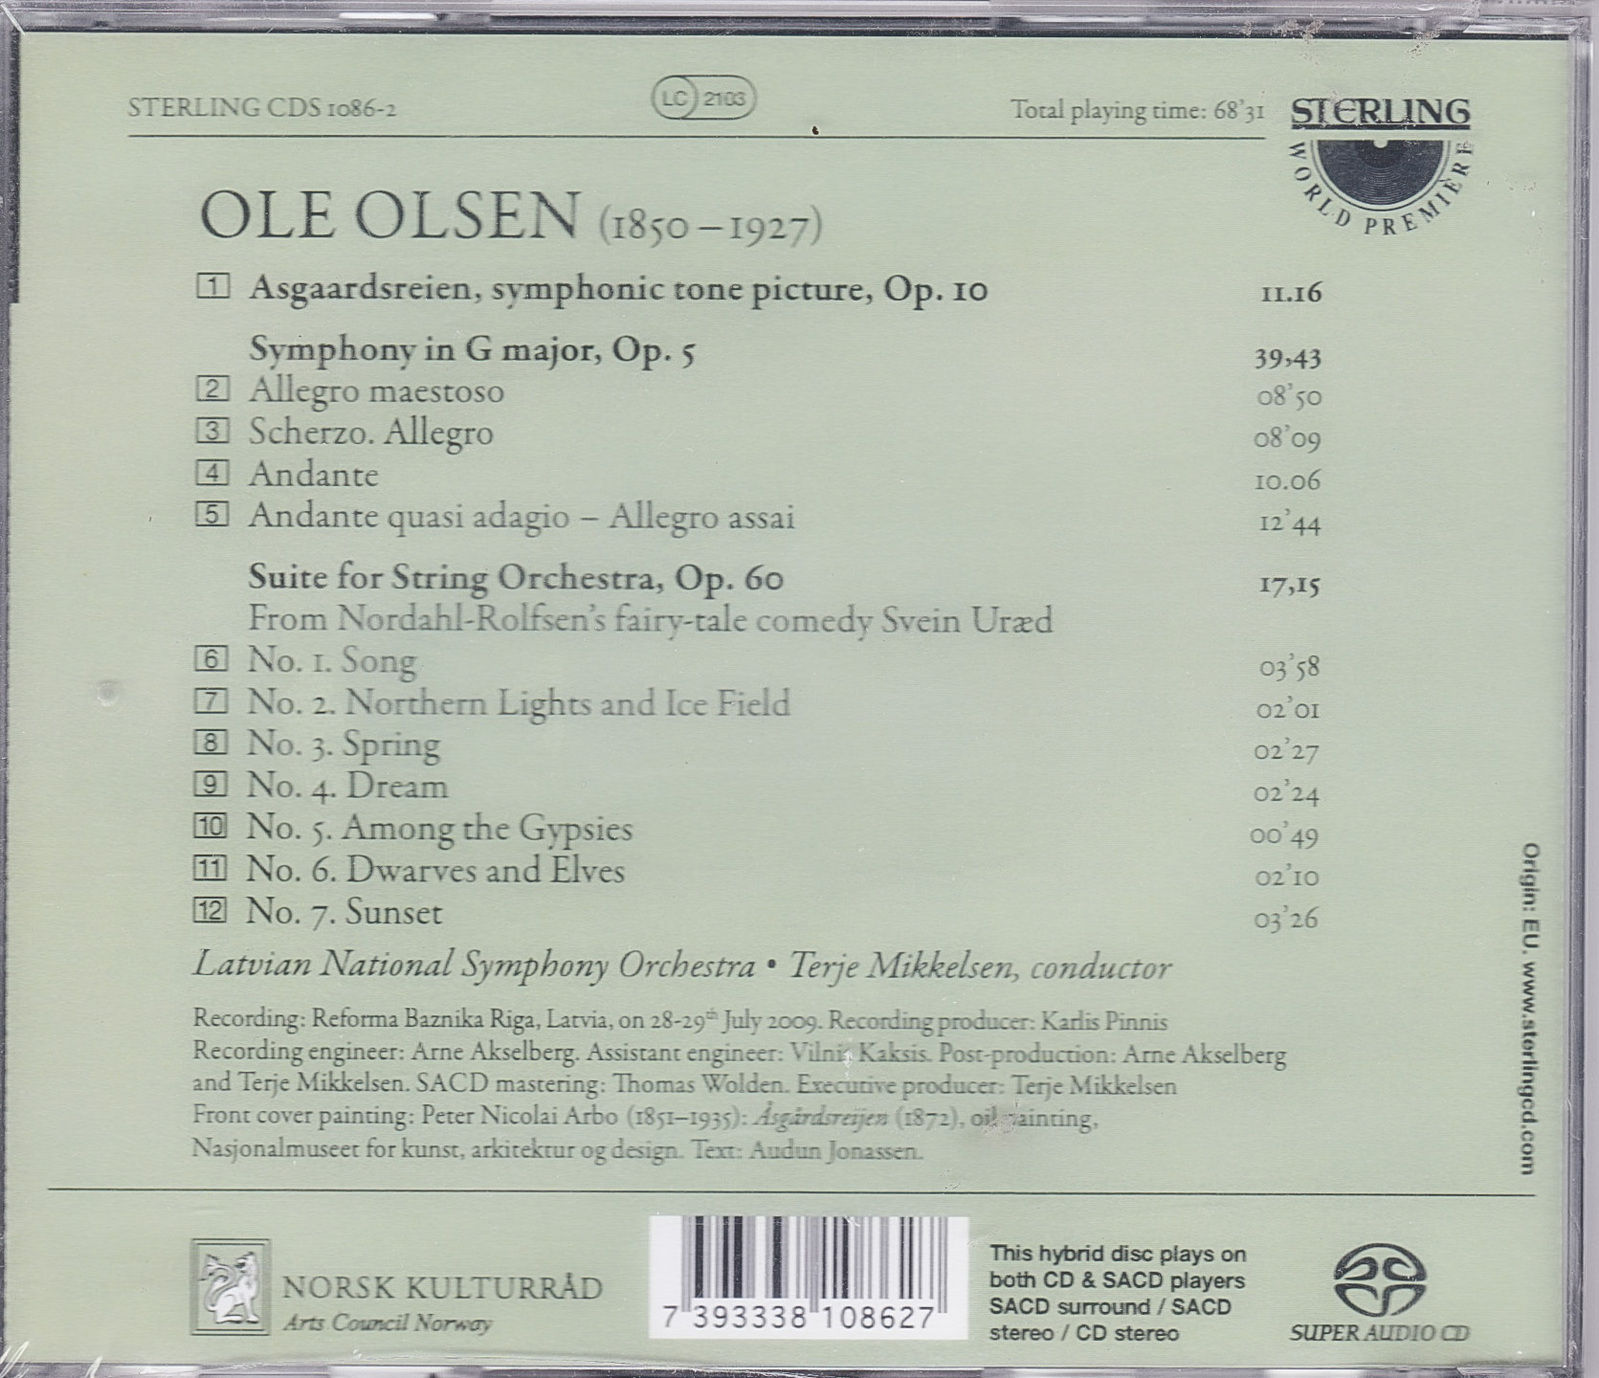 STERLING CDS 1086-2
LC 2103
Total playing time: 68'31
STERLING
WORLD PREMIÈRE
OLE OLSEN (1850–1927)
1 Asgaardsreien, symphonic tone picture, Op. 10 11.16
Symphony in G major, Op. 5 39,43
2 Allegro maestoso 08'50
3 Scherzo. Allegro 08'09
4 Andante 10.06
5 Andante quasi adagio – Allegro assai 12'44
Suite for String Orchestra, Op. 60 17,15
From Nordahl-Rolfsen's fairy-tale comedy Svein Uræd
6 No. 1. Song 03'58
7 No. 2. Northern Lights and Ice Field 02'01
8 No. 3. Spring 02'27
9 No. 4. Dream 02'24
10 No. 5. Among the Gypsies 00'49
11 No. 6. Dwarves and Elves 02'10
12 No. 7. Sunset 03'26
Latvian National Symphony Orchestra • Terje Mikkelsen, conductor
Recording: Reforma Baznika Riga, Latvia, on 28-29th July 2009. Recording producer: Karlis Pinnis
Recording engineer: Arne Akselberg. Assistant engineer: Vilnis Kaksis. Post-production: Arne Akselberg
and Terje Mikkelsen. SACD mastering: Thomas Wolden. Executive producer: Terje Mikkelsen
Front cover painting: Peter Nicolai Arbo (1851–1935): Åsgårdsreijen (1872), oil painting,
Nasjonalmuseet for kunst, arkitektur og design. Text: Audun Jonassen.
Origin: EU. www.sterlingcd.com
NORSK KULTURRÅD
Arts Council Norway
7 393338 108627
This hybrid disc plays on
both CD & SACD players
SACD surround / SACD
stereo / CD stereo
SUPER AUDIO CD